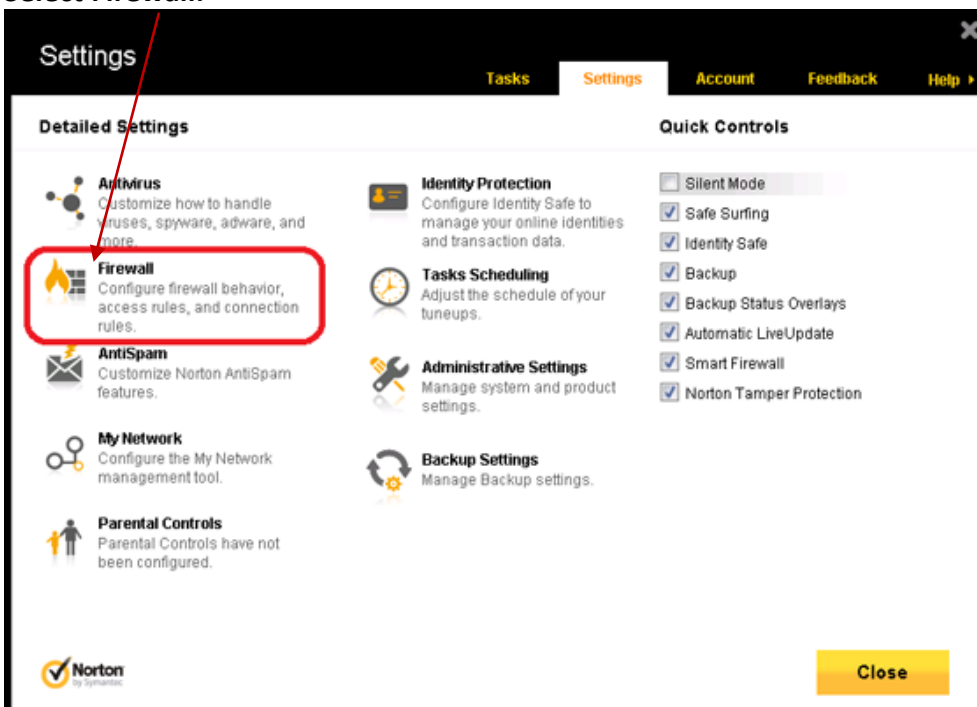 Select Firewall.
Settings
Tasks Settings Account Feedback Help
Detailed Settings
Antivirus
Customize how to handle
viruses, spyware, adware, and
more.
Firewall
Configure firewall behavior,
access rules, and connection
rules.
AntiSpam
Customize Norton AntiSpam
features.
My Network
Configure the My Network
management tool.
Parental Controls
Parental Controls have not
been configured.
Identity Protection
Configure Identity Safe to
manage your online identities
and transaction data.
Tasks Scheduling
Adjust the schedule of your
tuneups.
Administrative Settings
Manage system and product
settings.
Backup Settings
Manage Backup settings.
Quick Controls
Silent Mode
Safe Surfing
Identity Safe
Backup
Backup Status Overlays
Automatic LiveUpdate
Smart Firewall
Norton Tamper Protection
Norton
by Symantec
Close